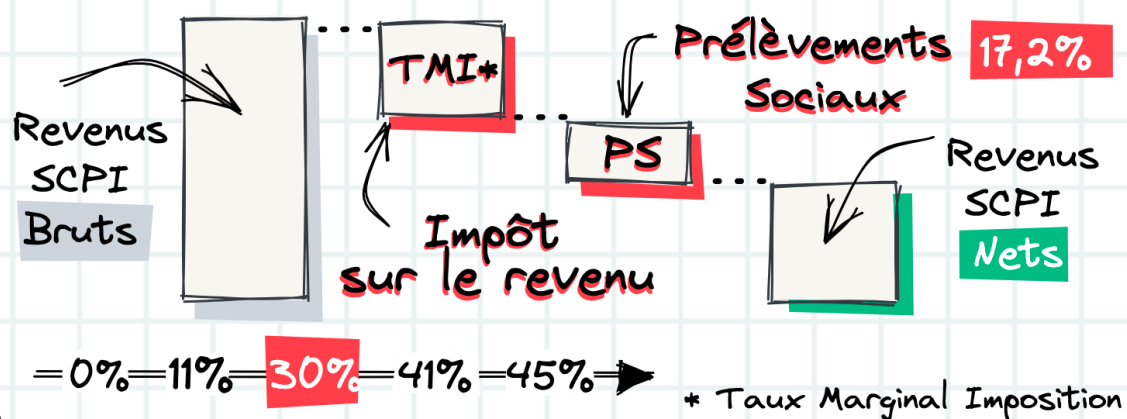 Revenus
SCPI
Bruts
TMI*
Impôt
sur le revenu
Prélèvements 17,2%
Sociaux
PS
Revenus
SCPI
Nets
0% 11% 30% 41% 45%
* Taux Marginal Imposition